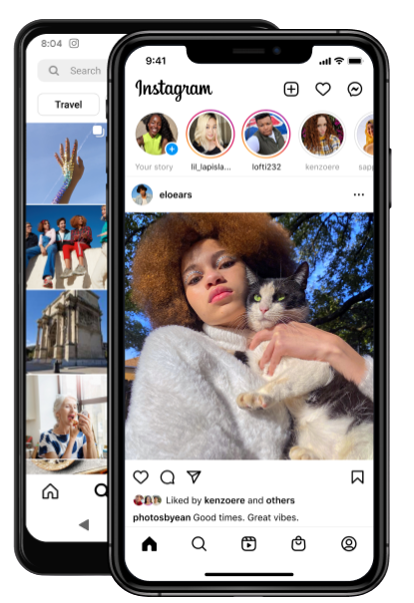 8:04
Search
Travel
9:41
Instagram
Your story
lil_lapisla...
lofti232
kenzoere
sapp
eloears
Liked by kenzoere and others
photosbyean Good times. Great vibes.